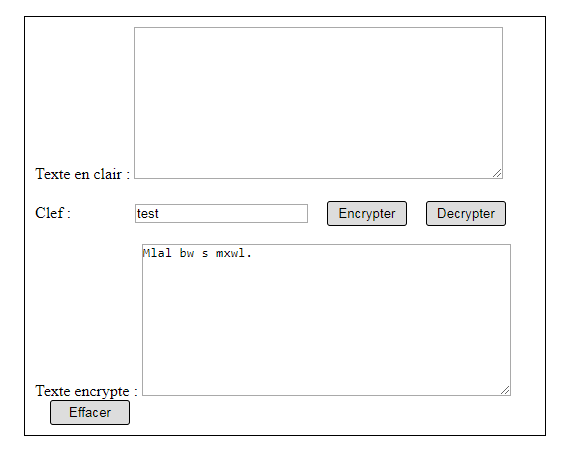 Texte en clair :
Clef : test Encrypter Decrypter
Mlal bw s mxwl.
Texte encrypte :
Effacer